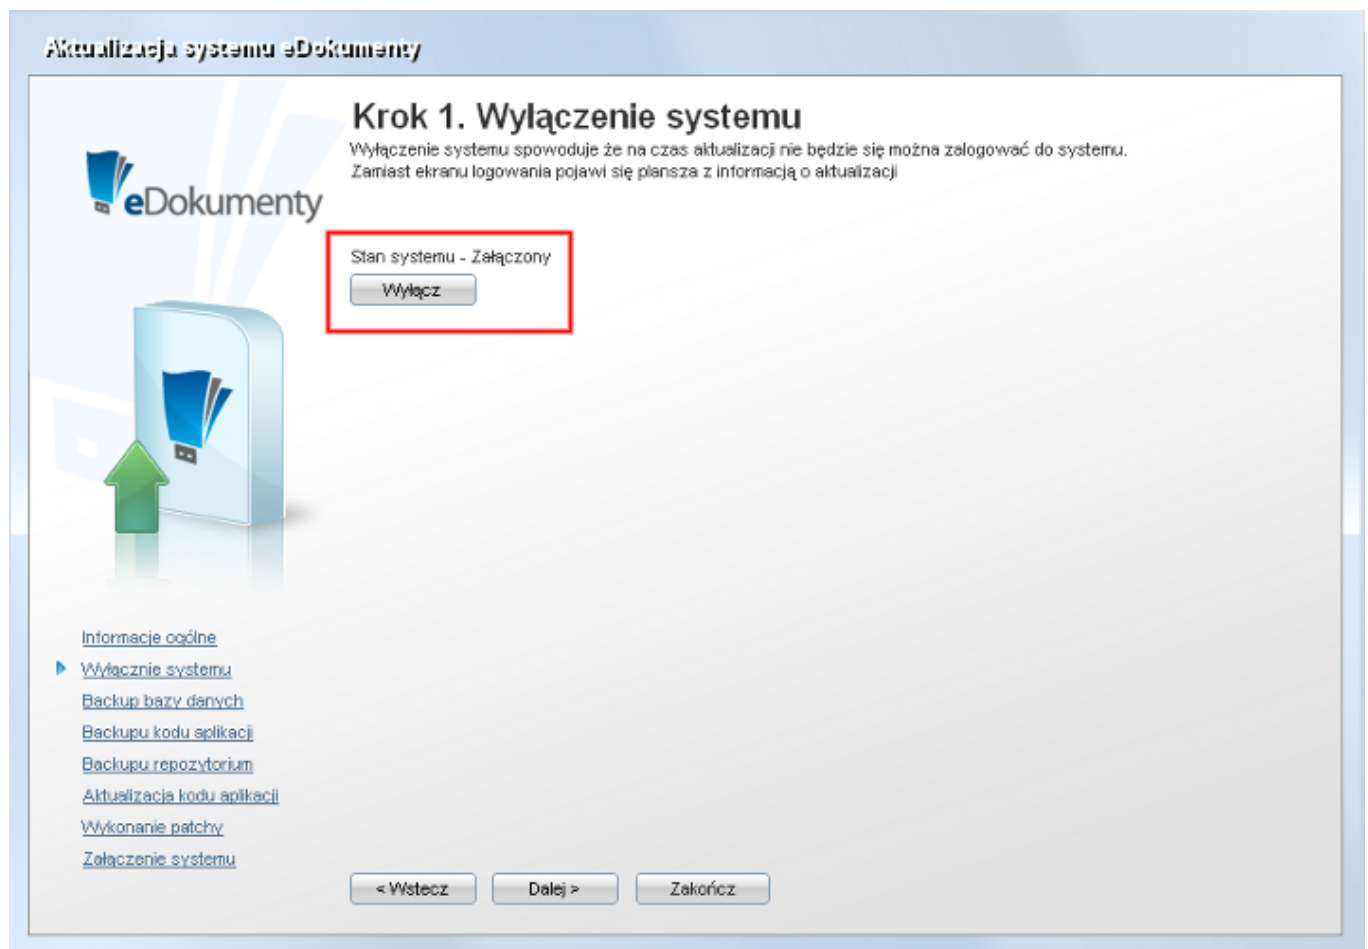 Aktualizacja systemu eDokumenty
eDokumenty
Krok 1. Wyłączenie systemu
Wyłączenie systemu spowoduje że na czas aktualizacji nie będzie się można zalogować do systemu.
Zamiast ekranu logowania pojawi się plansza z informacją o aktualizacji
Stan systemu - Załączony
Wyłącz
Informacje ogólne
Wyłącznie systemu
Backup bazy danych
Backupu kodu aplikacji
Backupu repozytorium
Aktualizacja kodu aplikacji
Wykonanie patchy
Załączenie systemu
< Wstecz
Dalej >
Zakończ